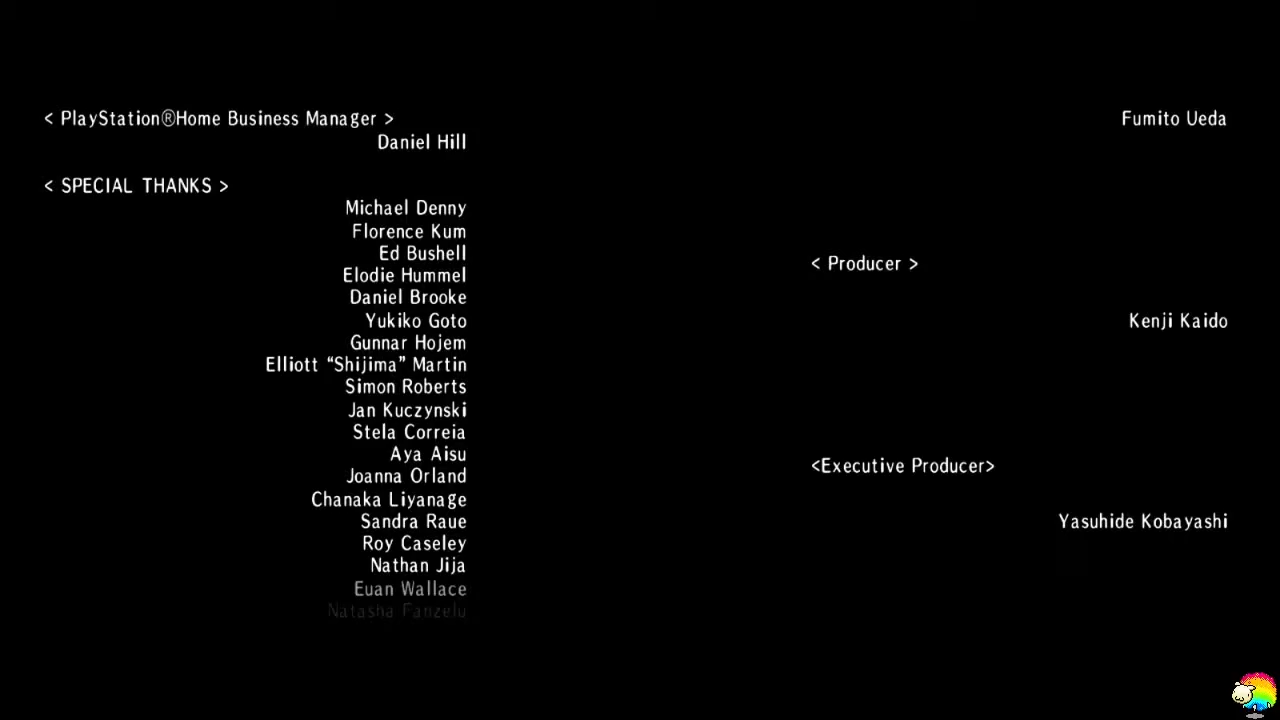 < PlayStation®Home Business Manager >
Daniel Hill
< SPECIAL THANKS >
Michael Denny
Florence Kum
Ed Bushell
Elodie Hummel
Daniel Brooke
Yukiko Goto
Gunnar Hojem
Elliott “Shijima” Martin
Simon Roberts
Jan Kuczynski
Stela Correia
Aya Aisu
Joanna Orland
Chanaka Liyanage
Sandra Raue
Roy Caseley
Nathan Jija
Euan Wallace
Natasha Fanzelu
Fumito Ueda
< Producer >
Kenji Kaido
<Executive Producer>
Yasuhide Kobayashi